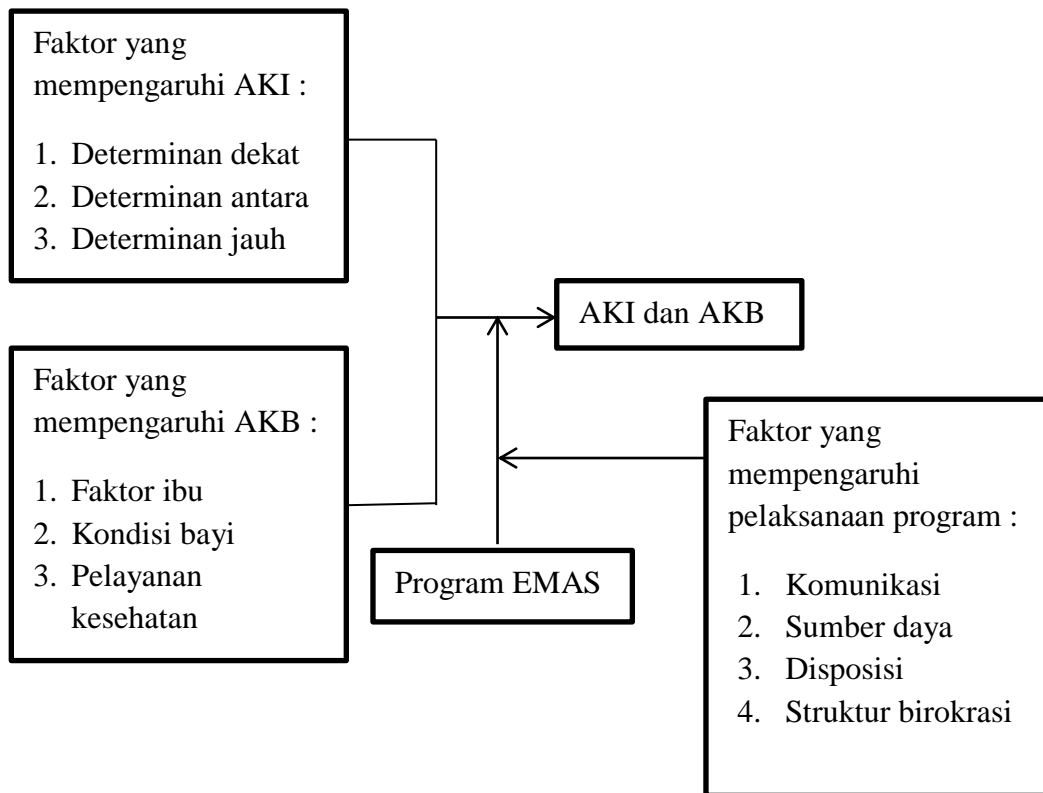 Faktor yang
mempengaruhi AKI :
1. Determinan dekat
2. Determinan antara
3. Determinan jauh
AKI dan AKB
Faktor yang
mempengaruhi AKB :
1. Faktor ibu
2. Kondisi bayi
3. Pelayanan
kesehatan
Program EMAS
Faktor yang
mempengaruhi
pelaksanaan program :
1. Komunikasi
2. Sumber daya
3. Disposisi
4. Struktur birokrasi